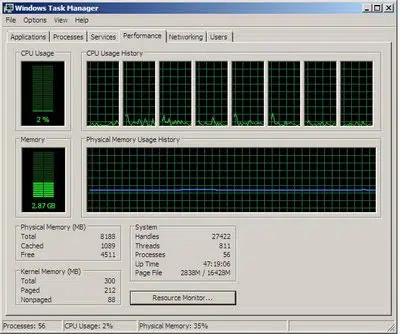 Windows Task Manager
File Options View Help
Applications Processes Services Performance Networking Users
CPU Usage CPU Usage History
2 %
Memory Physical Memory Usage History
2.87 GB
Physical Memory (MB)
Total 8188
Cached 1089
Free 4511
Kernel Memory (MB)
Total 300
Paged 212
Nonpaged 88
System
Handles 27422
Threads 811
Processes 56
Up Time 47:19:06
Page File 2838M / 16428M
Resource Monitor...
Processes: 56 CPU Usage: 2% Physical Memory: 35%